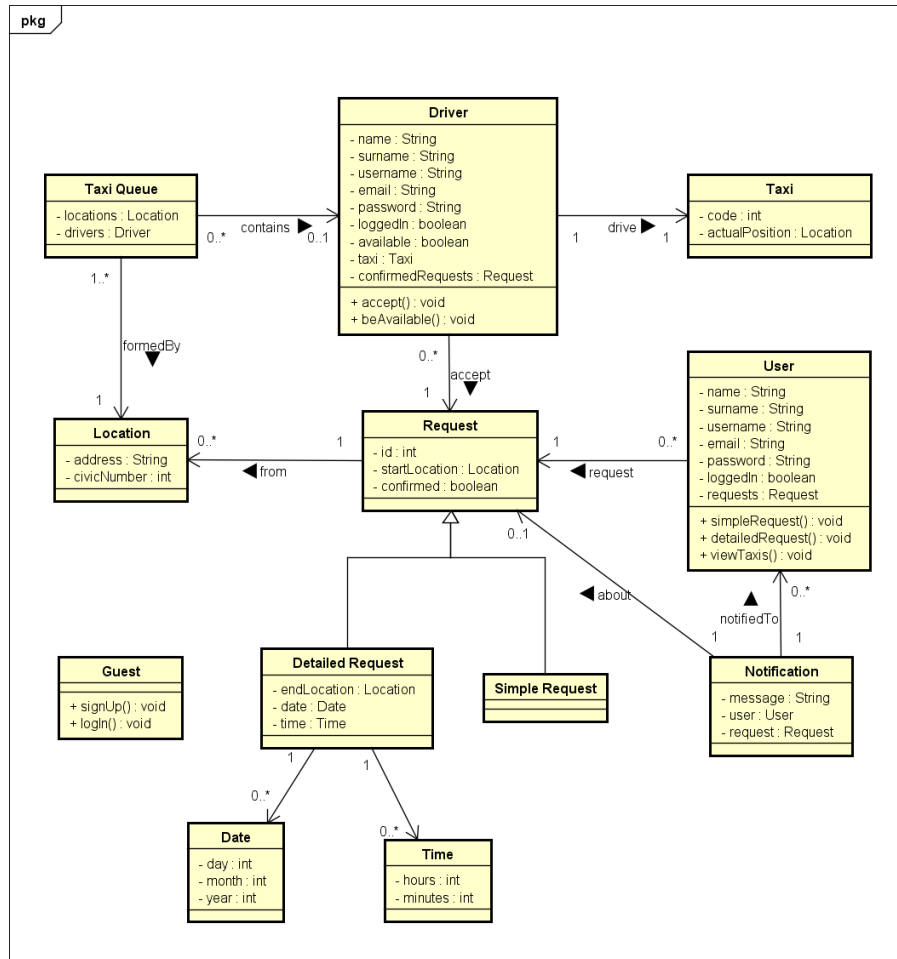 pkg
Driver
- name : String
- surname : String
- username : String
- email : String
- password : String
- loggedIn : boolean
- available : boolean
- taxi : Taxi
- confirmedRequests : Request
+ accept() : void
+ beAvailable() : void
Taxi Queue
- locations : Location
- drivers : Driver
0..*
contains
0..1
Taxi
- code : int
- actualPosition : Location
1
drive
1
1..*
formedBy
1
0..*
accept
1
Location
- address : String
- civicNumber : int
0..*
from
1
Request
- id : int
- startLocation : Location
- confirmed : boolean
1
request
0..*
User
- name : String
- surname : String
- username : String
- email : String
- password : String
- loggedIn : boolean
- requests : Request
+ simpleRequest() : void
+ detailedRequest() : void
+ viewTaxis() : void
0..1
about
1
0..*
notifiedTo
1
Guest
+ signUp() : void
+ logIn() : void
Detailed Request
- endLocation : Location
- date : Date
- time : Time
Simple Request
Notification
- message : String
- user : User
- request : Request
1
0..*
1
0..*
Date
- day : int
- month : int
- year : int
Time
- hours : int
- minutes : int